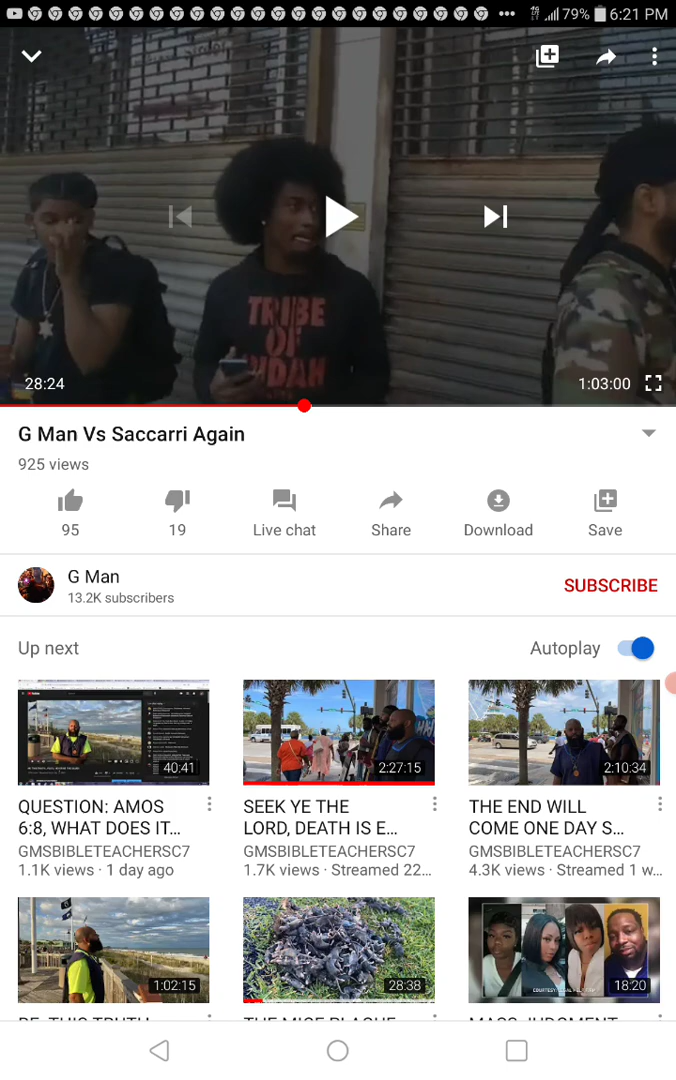 79% 6:21 PM
TRIBE
OF
JUDAH
28:24 1:03:00
G Man Vs Saccarri Again
925 views
95 19 Live chat Share Download Save
G Man
13.2K subscribers
SUBSCRIBE
Up next Autoplay
40:41 2:27:15 2:10:34
QUESTION: AMOS
6:8, WHAT DOES IT...
GMSBIBLETEACHERSC7
1.1K views · 1 day ago
SEEK YE THE
LORD, DEATH IS E...
GMSBIBLETEACHERSC7
1.7K views · Streamed 22...
THE END WILL
COME ONE DAY S...
GMSBIBLETEACHERSC7
4.3K views · Streamed 1 w...
1:02:15 28:38 18:20